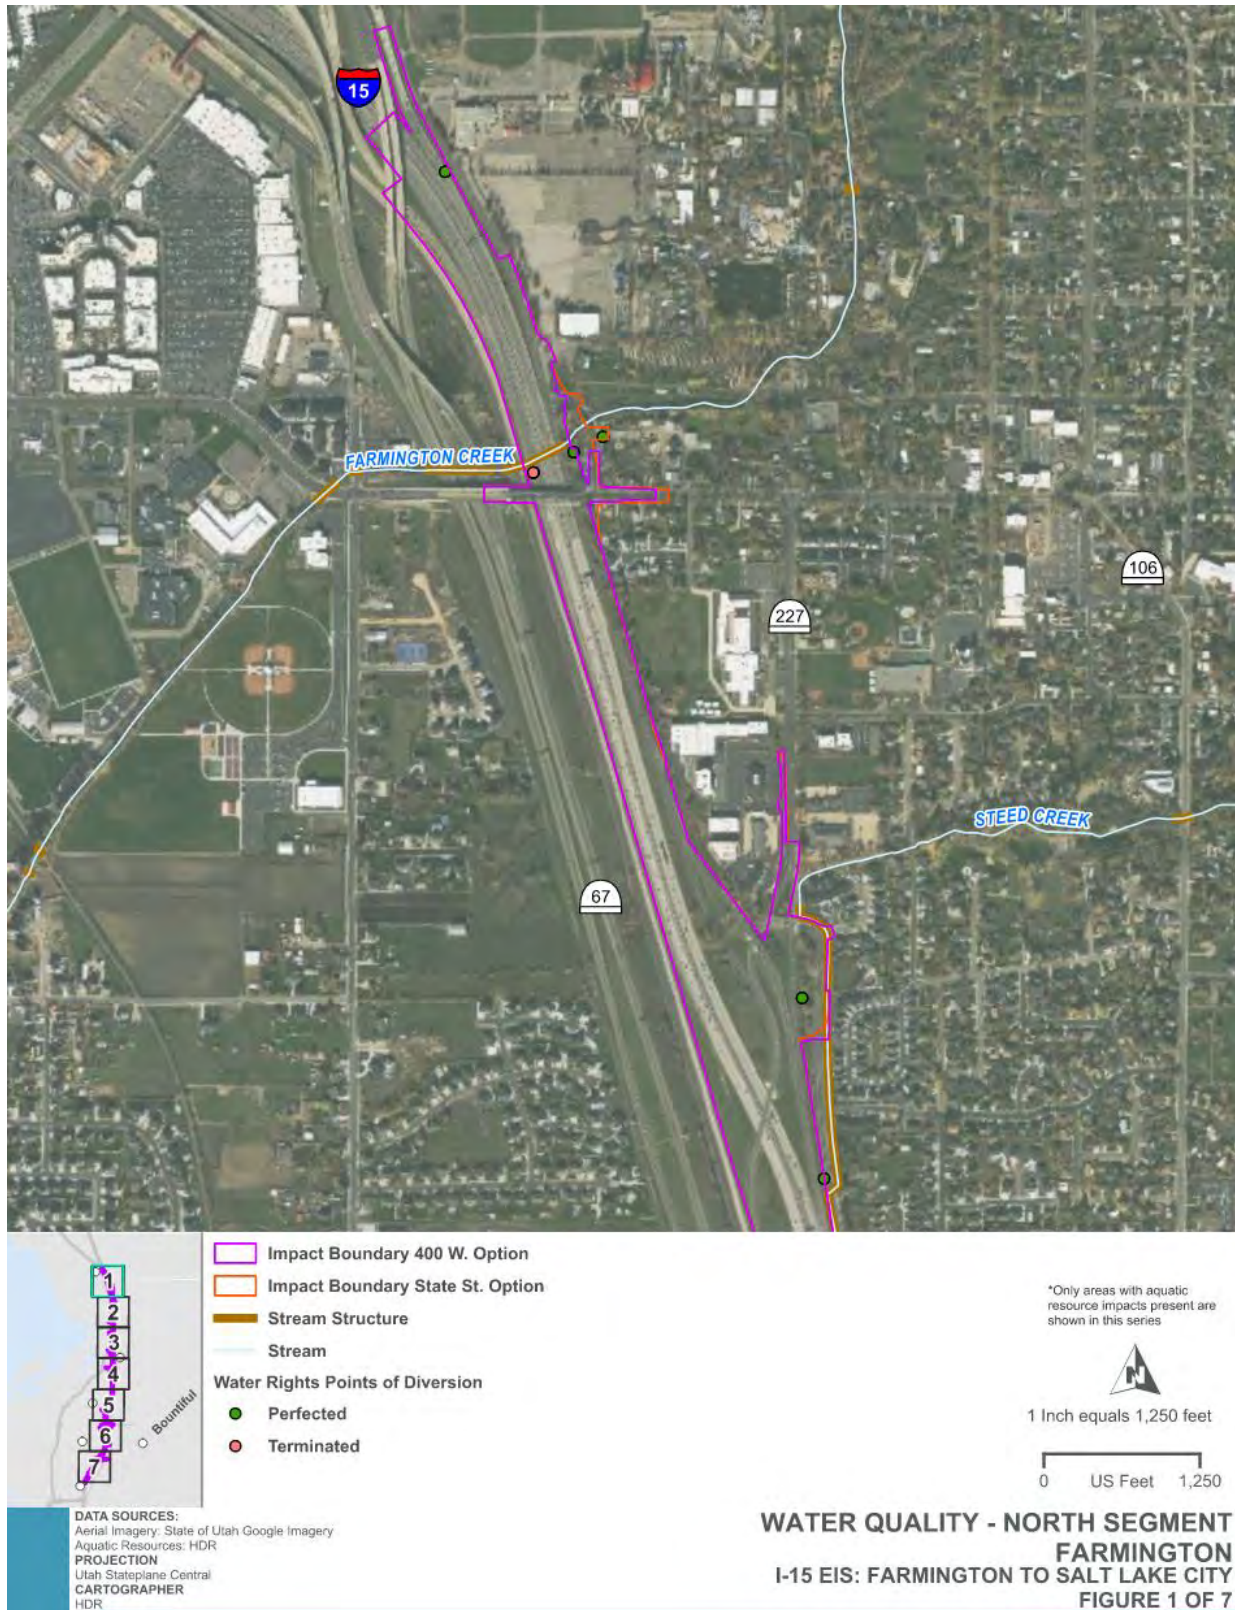 15
FARMINGTON CREEK
106
227
STEED CREEK
67
1
2
3
4
5
6
7
Bountiful
Impact Boundary 400 W. Option
Impact Boundary State St. Option
Stream Structure
Stream
Water Rights Points of Diversion
Perfected
Terminated
*Only areas with aquatic
resource impacts present are
shown in this series
N
1 Inch equals 1,250 feet
0 US Feet 1,250
DATA SOURCES:
Aerial Imagery: State of Utah Google Imagery
Aquatic Resources: HDR
PROJECTION
Utah Stateplane Central
CARTOGRAPHER
HDR
WATER QUALITY - NORTH SEGMENT
FARMINGTON
I-15 EIS: FARMINGTON TO SALT LAKE CITY
FIGURE 1 OF 7